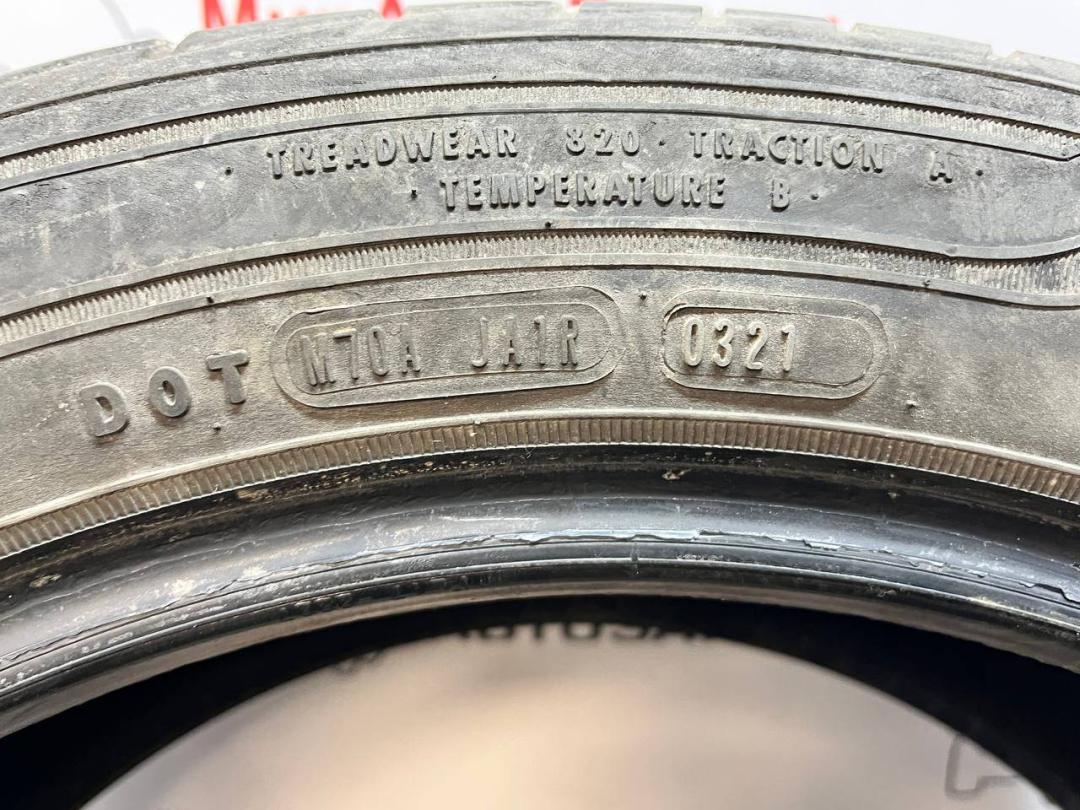 · TREADWEAR 820 · TRACTION A ·
· TEMPERATURE B ·
DOT M70A JA1R 0321